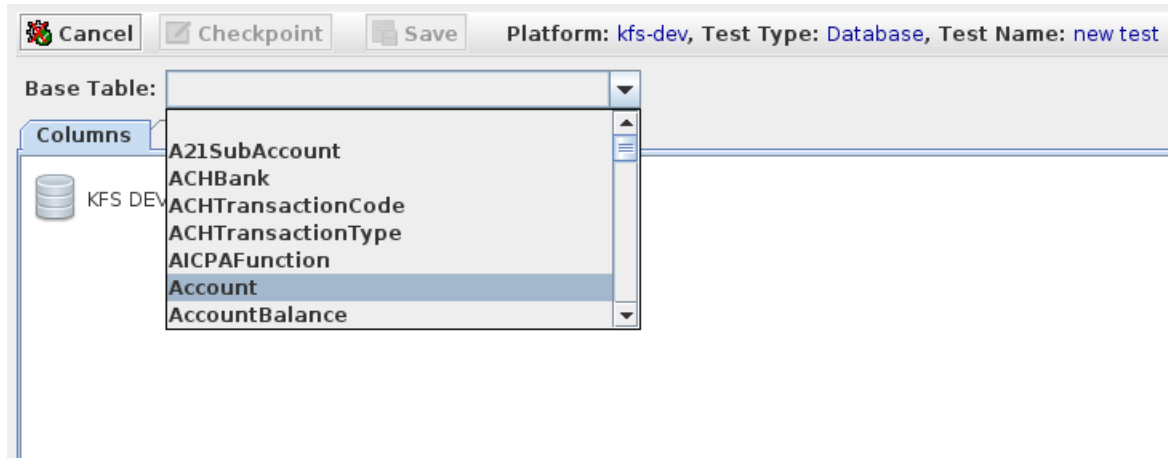 Cancel Checkpoint Save Platform: kfs-dev, Test Type: Database, Test Name: new test
Base Table:
Columns
A21SubAccount
ACHBank
KFS DEV
ACHTransactionCode
ACHTransactionType
AICPAFunction
Account
AccountBalance